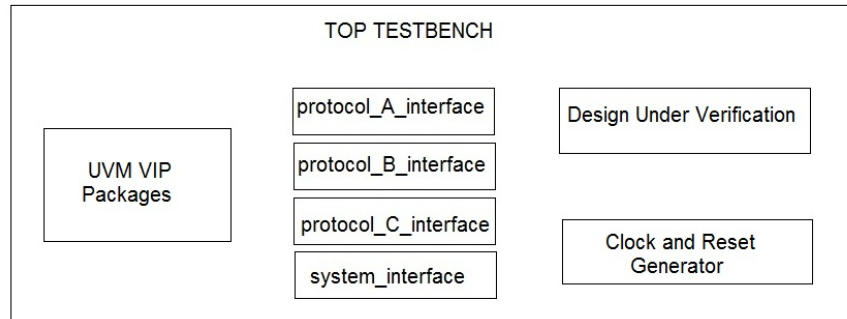 TOP TESTBENCH
UVM VIP
Packages
protocol_A_interface
protocol_B_interface
protocol_C_interface
system_interface
Design Under Verification
Clock and Reset
Generator